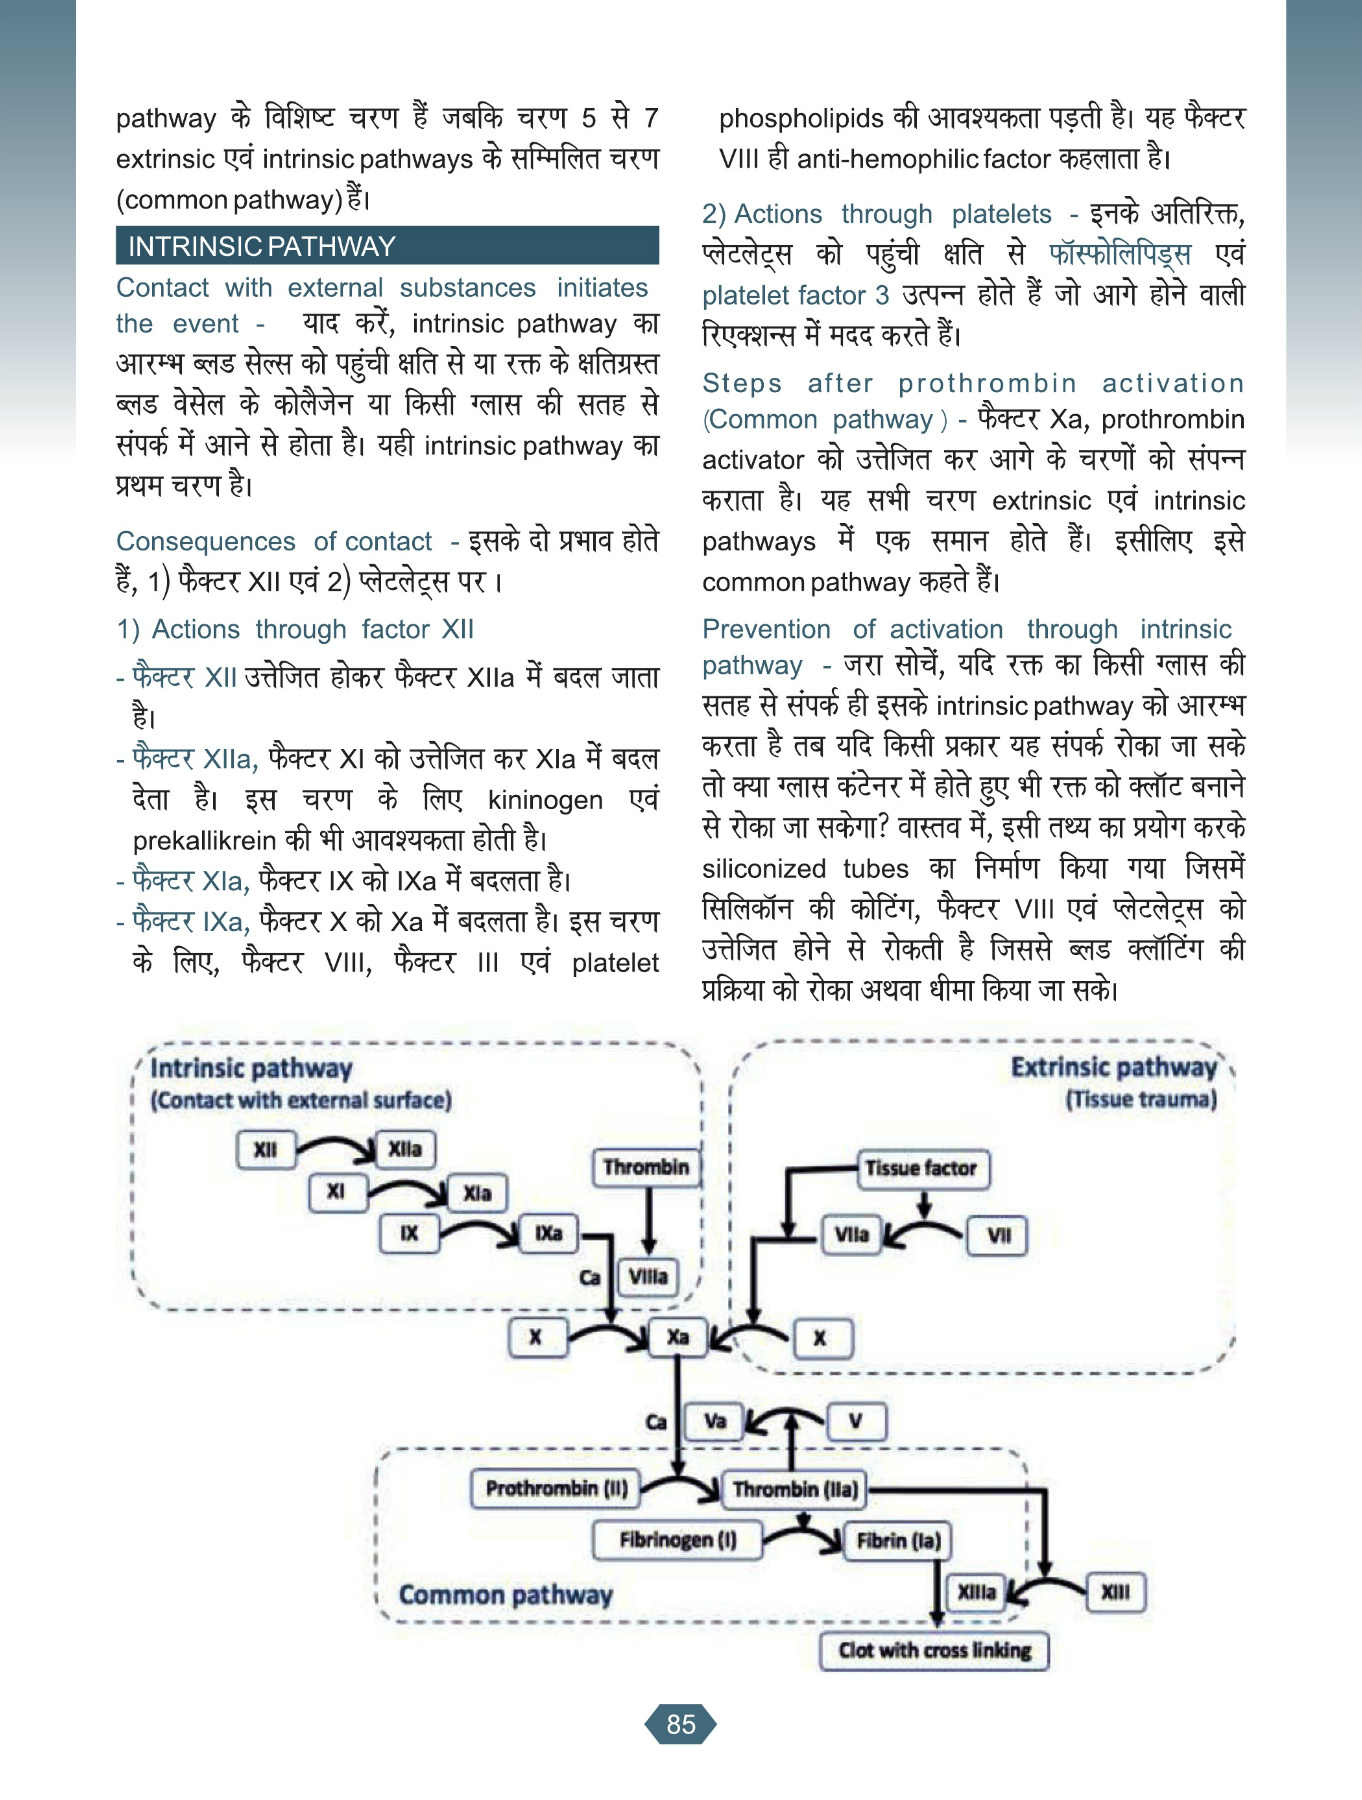 pathway के विशिष्ट चरण हैं जबकि चरण 5 से 7
extrinsic एवं intrinsic pathways के सम्मिलित चरण
(common pathway) हैं।
INTRINSIC PATHWAY
Contact with external substances initiates
the event - याद करें, intrinsic pathway का
आरम्भ ब्लड सेल्स को पहुंची क्षति से या रक्त के क्षतिग्रस्त
ब्लड वेसेल के कोलैजेन या किसी ग्लास की सतह से
संपर्क में आने से होता है। यही intrinsic pathway का
प्रथम चरण है।
Consequences of contact - इसके दो प्रभाव होते
हैं, 1) फैक्टर XII एवं 2) प्लेटलेट्स पर ।
1) Actions through factor XII
- फैक्टर XII उत्तेजित होकर फैक्टर XIIa में बदल जाता
है।
- फैक्टर XIIa, फैक्टर XI को उत्तेजित कर XIa में बदल
देता है। इस चरण के लिए kininogen एवं
prekallikrein की भी आवश्यकता होती है।
- फैक्टर XIa, फैक्टर IX को IXa में बदलता है।
- फैक्टर IXa, फैक्टर X को Xa में बदलता है। इस चरण
के लिए, फैक्टर VIII, फैक्टर III एवं platelet
phospholipids की आवश्यकता पड़ती है। यह फैक्टर
VIII ही anti-hemophilic factor कहलाता है।
2) Actions through platelets - इनके अतिरिक्त,
प्लेटलेट्स को पहुंची क्षति से फॉस्फोलिपिड्स एवं
platelet factor 3 उत्पन्न होते हैं जो आगे होने वाली
रिएक्शन्स में मदद करते हैं।
Steps after prothrombin activation
(Common pathway ) - फैक्टर Xa, prothrombin
activator को उत्तेजित कर आगे के चरणों को संपन्न
कराता है। यह सभी चरण extrinsic एवं intrinsic
pathways में एक समान होते हैं। इसीलिए इसे
common pathway कहते हैं।
Prevention of activation through intrinsic
pathway - जरा सोचें, यदि रक्त का किसी ग्लास की
सतह से संपर्क ही इसके intrinsic pathway को आरम्भ
करता है तब यदि किसी प्रकार यह संपर्क रोका जा सके
तो क्या ग्लास कंटेनर में होते हुए भी रक्त को क्लॉट बनाने
से रोका जा सकेगा? वास्तव में, इसी तथ्य का प्रयोग करके
siliconized tubes का निर्माण किया गया जिसमें
सिलिकॉन की कोटिंग, फैक्टर VIII एवं प्लेटलेट्स को
उत्तेजित होने से रोकती है जिससे ब्लड क्लॉटिंग की
प्रक्रिया को रोका अथवा धीमा किया जा सके।
Intrinsic pathway
(Contact with external surface)
XII XIIa
XI XIa
IX IXa
Thrombin
Ca VIIIa
Extrinsic pathway
(Tissue trauma)
Tissue factor
VIIa VII
X Xa X
Ca Va V
Prothrombin (II) Thrombin (IIa)
Fibrinogen (I) Fibrin (Ia)
Common pathway
XIIIa XIII
Clot with cross linking
85